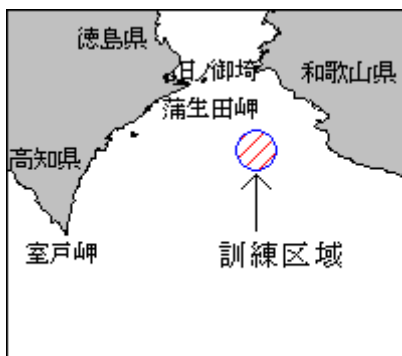 徳島県
日ノ御埼
和歌山県
蒲生田岬
高知県
室戸岬
訓練区域